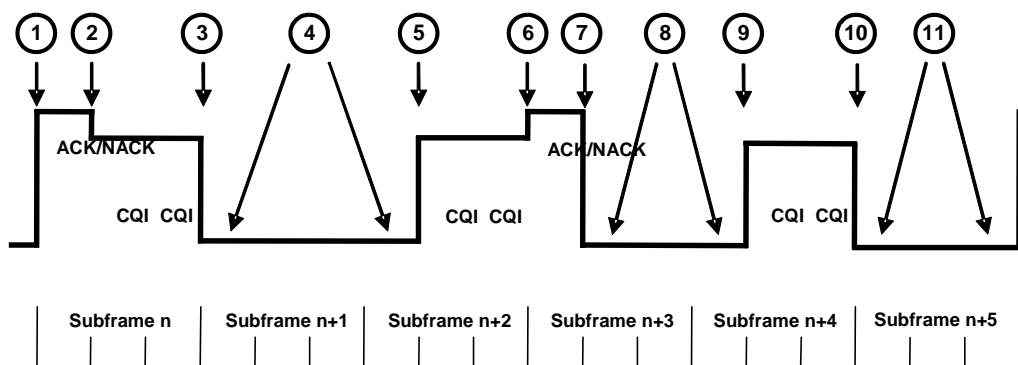 1 2 3 4 5 6 7 8 9 10 11
ACK/NACK ACK/NACK
CQI CQI CQI CQI CQI CQI
Subframe n Subframe n+1 Subframe n+2 Subframe n+3 Subframe n+4 Subframe n+5